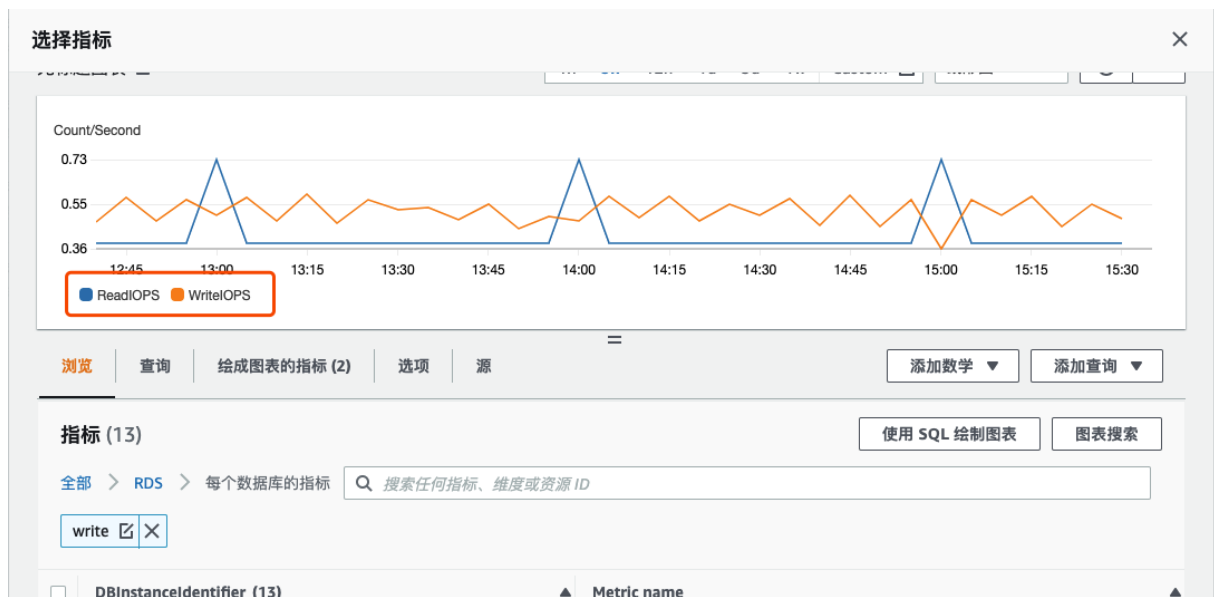 选择指标
Count/Second
0.73
0.55
0.36
12:45 13:00 13:15 13:30 13:45 14:00 14:15 14:30 14:45 15:00 15:15 15:30
ReadIOPS WriteIOPS
浏览 查询 绘成图表的指标 (2) 选项 源 添加数学 添加查询
指标 (13) 使用 SQL 绘制图表 图表搜索
全部 RDS 每个数据库的指标 搜索任何指标、维度或资源 ID
write
DBInstanceIdentifier (13) Metric name